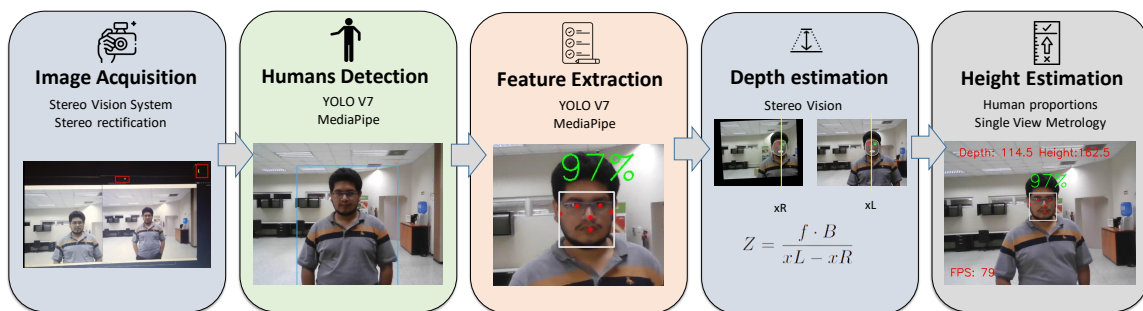 Image Acquisition
Stereo Vision System
Stereo rectification
Humans Detection
YOLO V7
MediaPipe
Feature Extraction
YOLO V7
MediaPipe
97%
Depth estimation
Stereo Vision
xR
xL
Z = f · B / xL − xR
Height Estimation
Human proportions
Single View Metrology
Depth: 114.5 Height:162.5
97%
FPS: 79